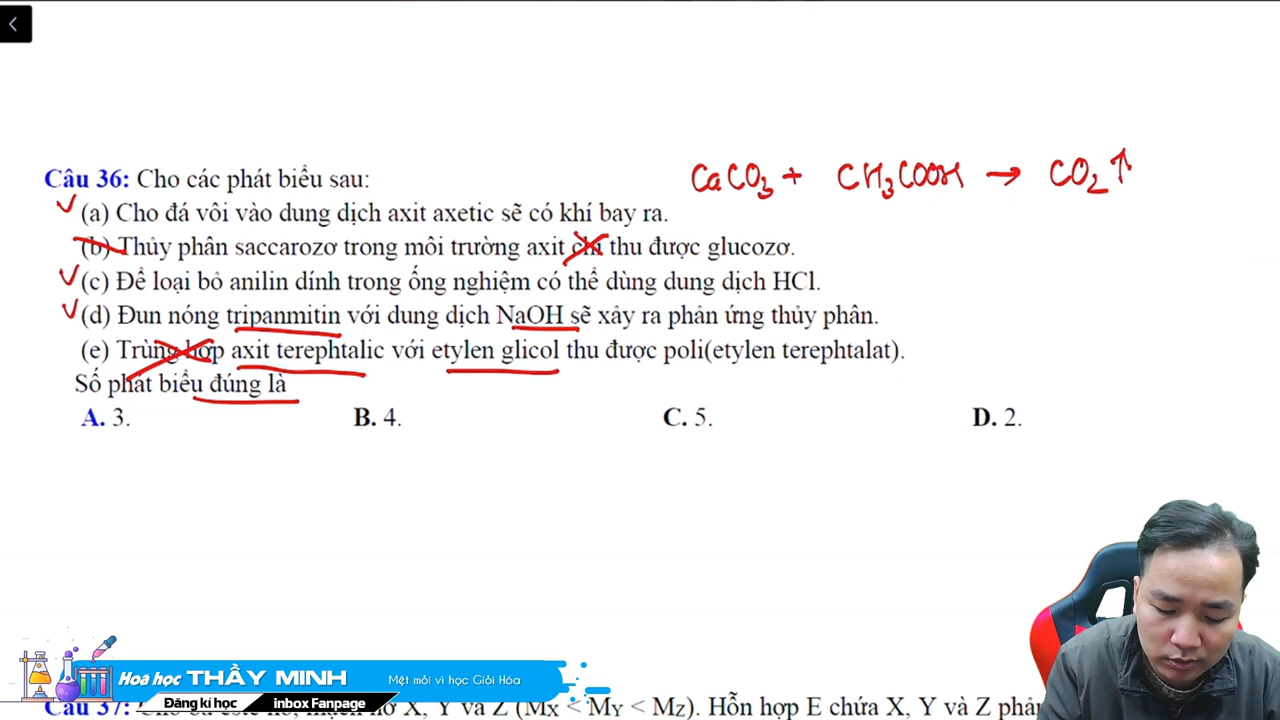 CaCO3 + CH3COOH → CO2↑
Câu 36: Cho các phát biểu sau:
(a) Cho đá vôi vào dung dịch axit axetic sẽ có khí bay ra.
(b) Thủy phân saccarozơ trong môi trường axit chỉ thu được glucozơ.
(c) Để loại bỏ anilin dính trong ống nghiệm có thể dùng dung dịch HCl.
(d) Đun nóng tripanmitin với dung dịch NaOH sẽ xảy ra phản ứng thủy phân.
(e) Trùng hợp axit terephtalic với etylen glicol thu được poli(etylen terephtalat).
Số phát biểu đúng là
A. 3. B. 4. C. 5. D. 2.
Hoá học THẦY MINH
Mệt mỏi vì học Giỏi Hóa
Đăng kí học inbox Fanpage
Câu 37: X, Y và Z (MX < MY < MZ). Hỗn hợp E chứa X, Y và Z